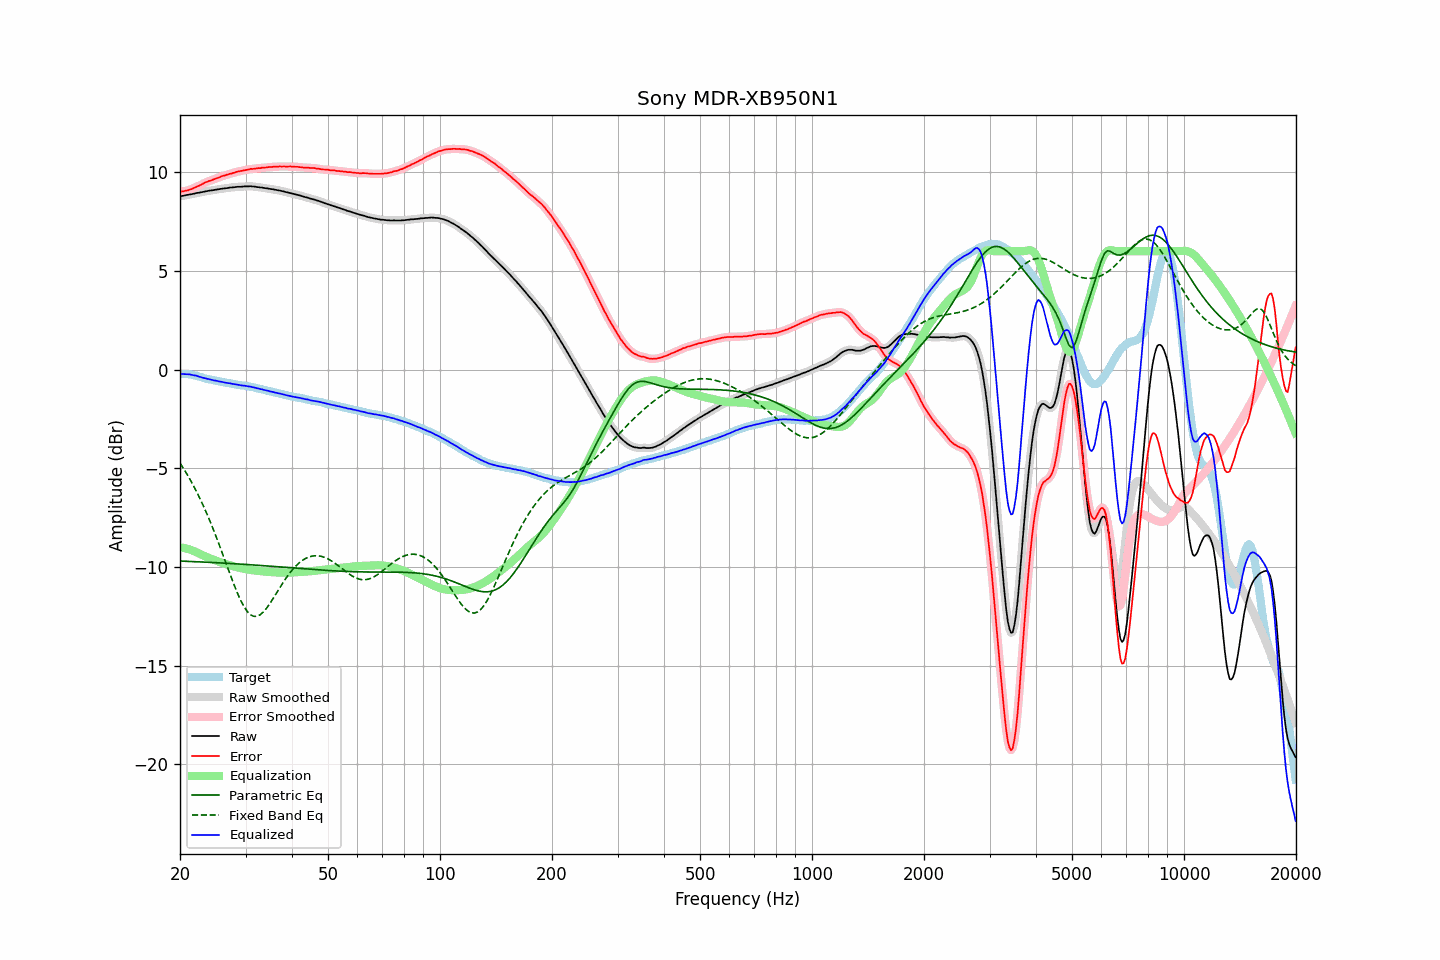 Sony MDR-XB950N1
Amplitude (dBr)
10
5
0
−5
−10
−15
−20
Target
Raw Smoothed
Error Smoothed
Raw
Error
Equalization
Parametric Eq
Fixed Band Eq
Equalized
20 50 100 200 500 1000 2000 5000 10000 20000
Frequency (Hz)